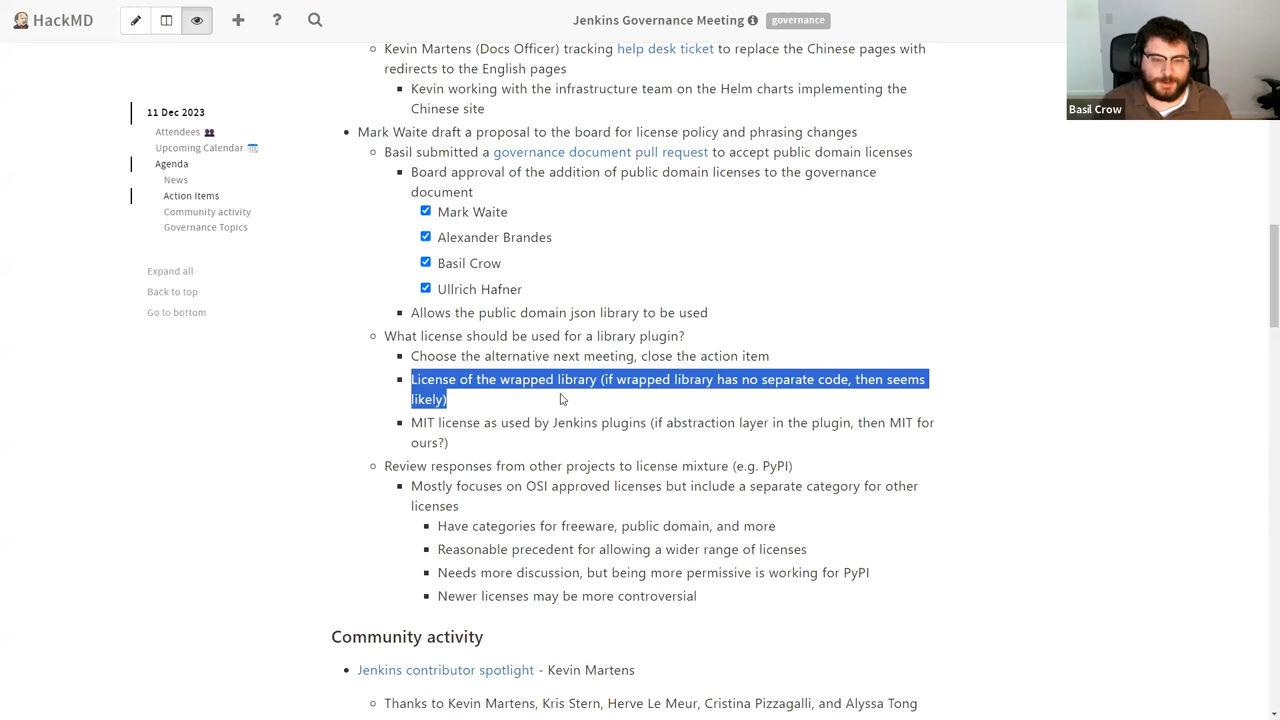 HackMD
Jenkins Governance Meeting
governance
Basil Crow
11 Dec 2023
Attendees
Upcoming Calendar
Agenda
News
Action Items
Community activity
Governance Topics
Expand all
Back to top
Go to bottom
Kevin Martens (Docs Officer) tracking help desk ticket to replace the Chinese pages with
redirects to the English pages
Kevin working with the infrastructure team on the Helm charts implementing the
Chinese site
Mark Waite draft a proposal to the board for license policy and phrasing changes
Basil submitted a governance document pull request to accept public domain licenses
Board approval of the addition of public domain licenses to the governance
document
Mark Waite
Alexander Brandes
Basil Crow
Ullrich Hafner
Allows the public domain json library to be used
What license should be used for a library plugin?
Choose the alternative next meeting, close the action item
License of the wrapped library (if wrapped library has no separate code, then seems
likely)
MIT license as used by Jenkins plugins (if abstraction layer in the plugin, then MIT for
ours?)
Review responses from other projects to license mixture (e.g. PyPI)
Mostly focuses on OSI approved licenses but include a separate category for other
licenses
Have categories for freeware, public domain, and more
Reasonable precedent for allowing a wider range of licenses
Needs more discussion, but being more permissive is working for PyPI
Newer licenses may be more controversial
Community activity
Jenkins contributor spotlight - Kevin Martens
Thanks to Kevin Martens, Kris Stern, Herve Le Meur, Cristina Pizzagalli, and Alyssa Tong